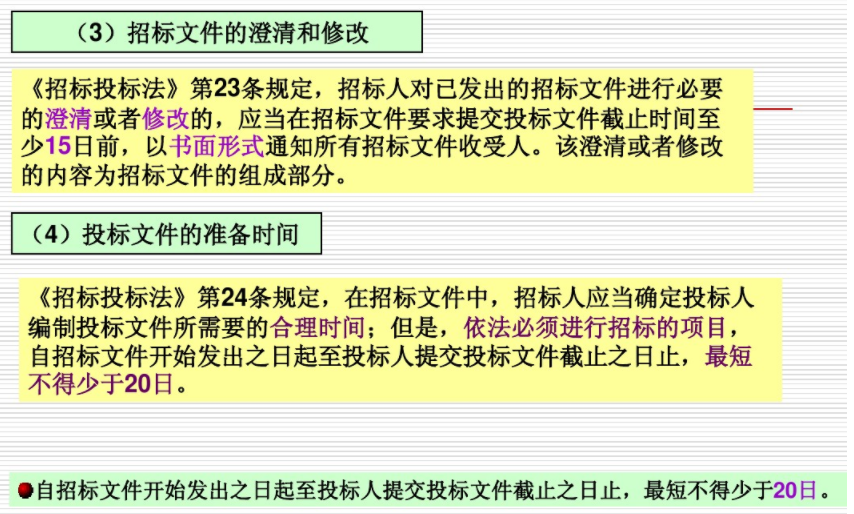 （3）招标文件的澄清和修改
《招标投标法》第23条规定，招标人对已发出的招标文件进行必要
的澄清或者修改的，应当在招标文件要求提交投标文件截止时间至
少15日前，以书面形式通知所有招标文件收受人。该澄清或者修改
的内容为招标文件的组成部分。
（4）投标文件的准备时间
《招标投标法》第24条规定，在招标文件中，招标人应当确定投标人
编制投标文件所需要的合理时间；但是，依法必须进行招标的项目，
自招标文件开始发出之日起至投标人提交投标文件截止之日止，最短
不得少于20日。
自招标文件开始发出之日起至投标人提交投标文件截止之日止，最短不得少于20日。